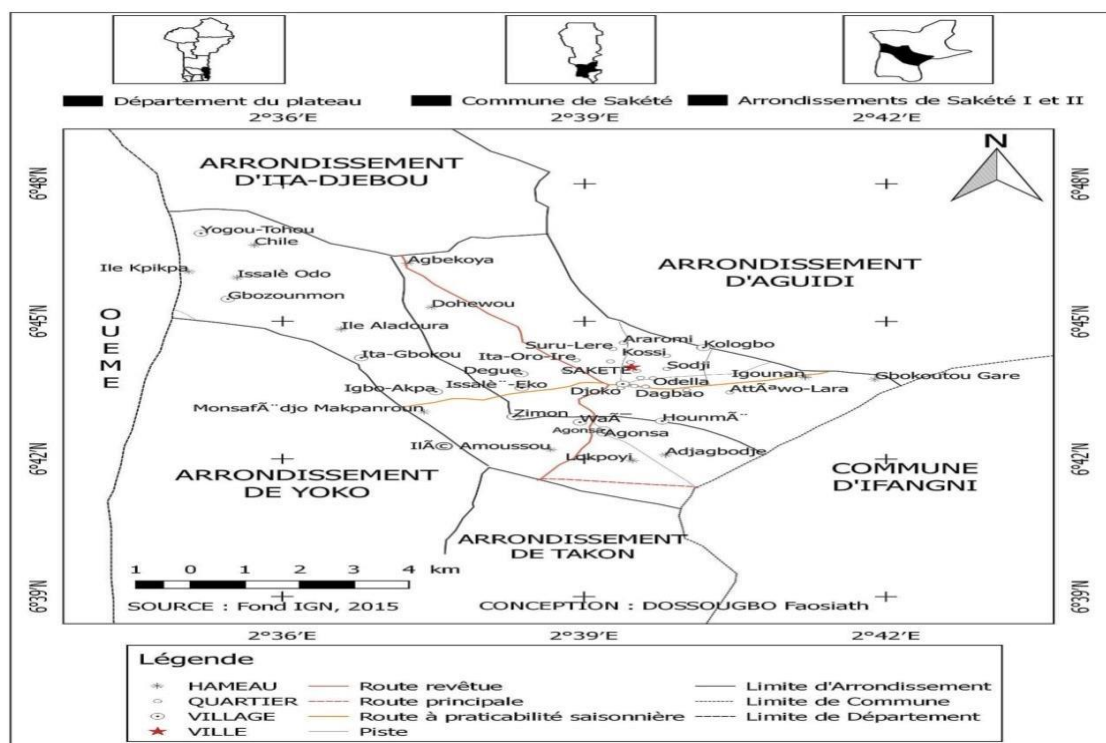 Département du plateau
Commune de Sakété
Arrondissements de Sakété I et II
2°36'E
2°39'E
2°42'E
N
6°48'N
6°48'N
ARRONDISSEMENT
D'ITA-DJEBOU
Yogou-Tohou
Chile
Ile Kpikpa
Issalè Odo
Agbekoya
ARRONDISSEMENT
D'AGUIDI
Gbozounmon
Dohewou
OUEME
6°45'N
6°45'N
Ile Aladoura
Araromi
Suru-Lere
Kossi
Kologbo
Ita-Gbokou
Ita-Oro-Ire
Sodji
Degue
SAKETE
Igounan
Gbokoutou Gare
Igbo-Akpa
Issalè¨-Eko
Odella
Djoko
Dagbao
AttÃªwo-Lara
MonsafÃ¨djo Makpanroun
Zimon
WaÃ¯
HounmÃ¨
Agonsa
Agonsa
IlÃ© Amoussou
Lokpoyi
Adjagbodje
6°42'N
6°42'N
ARRONDISSEMENT
DE YOKO
COMMUNE
D'IFANGNI
ARRONDISSEMENT
DE TAKON
1 0 1 2 3 4 km
6°39'N
6°39'N
SOURCE : Fond IGN, 2015
CONCEPTION : DOSSOUGBO Faosiath
2°36'E
2°39'E
2°42'E
Légende
HAMEAU
Route revêtue
Limite d'Arrondissement
QUARTIER
Route principale
Limite de Commune
VILLAGE
Route à praticabilité saisonnière
Limite de Département
VILLE
Piste